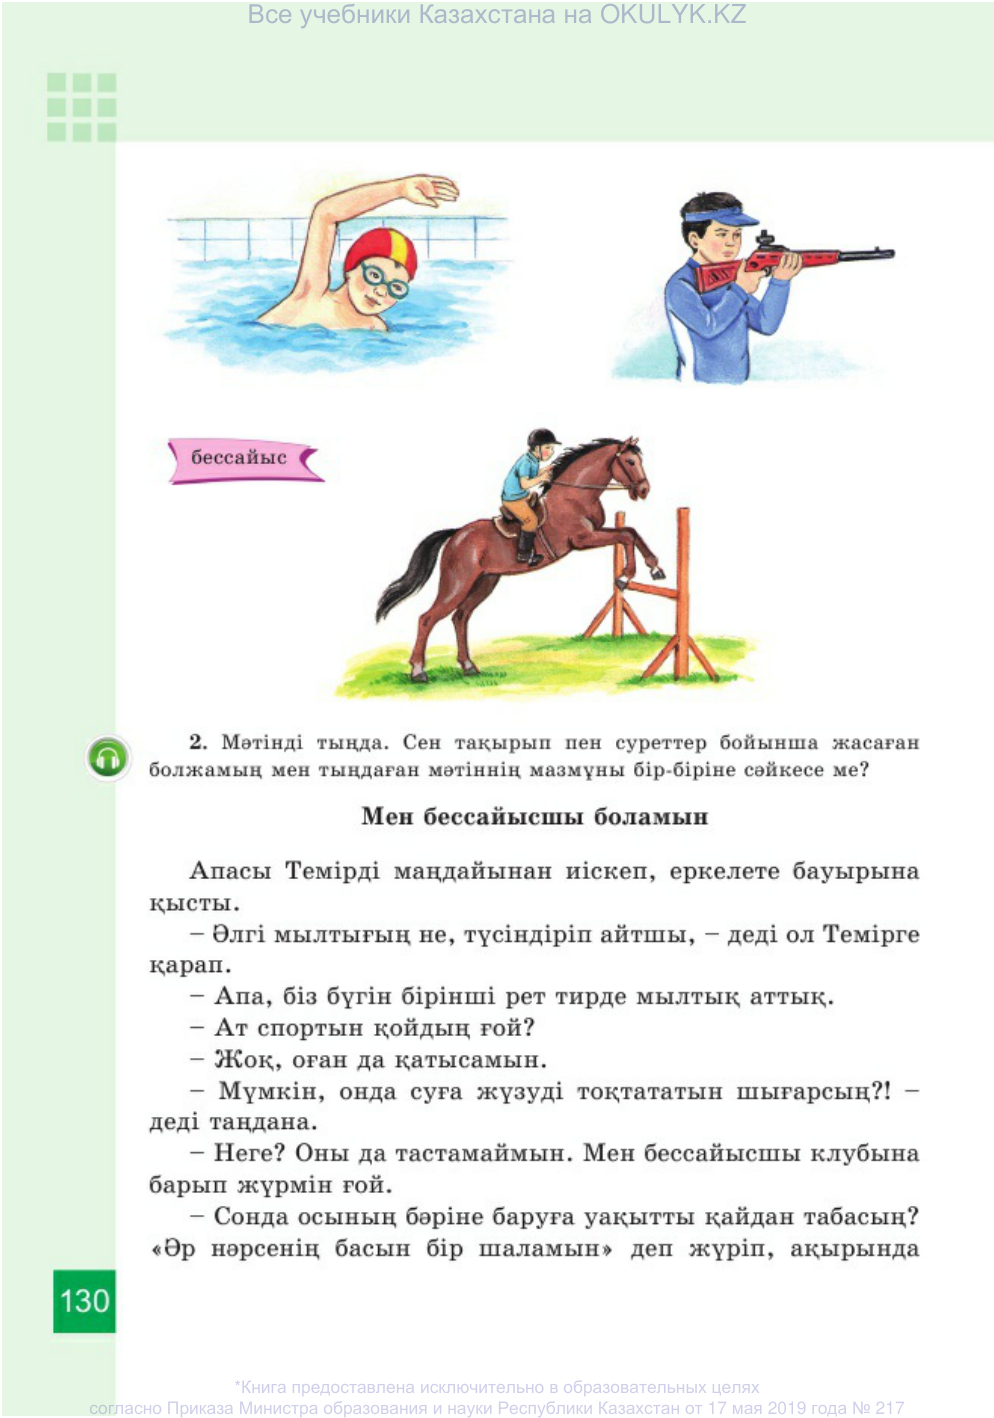 Все учебники Казахстана на OKULYK.KZ
бессайыс
2. Мәтінді тыңда. Сен тақырып пен суреттер бойынша жасаған
болжамың мен тыңдаған мәтіннің мазмұны бір-біріне сәйкесе ме?
Мен бессайысшы боламын
Апасы Темірді маңдайынан иіскеп, еркелете бауырына
қысты.
– Әлгі мылтығың не, түсіндіріп айтшы, – деді ол Темірге
қарап.
– Апа, біз бүгін бірінші рет тирде мылтық аттық.
– Ат спортын қойдың ғой?
– Жоқ, оған да қатысамын.
– Мүмкін, онда суға жүзуді тоқтататын шығарсың?! –
деді таңдана.
– Неге? Оны да тастамаймын. Мен бессайысшы клубына
барып жүрмін ғой.
– Сонда осының бәріне баруға уақытты қайдан табасың?
«Әр нәрсенің басын бір шаламын» деп жүріп, ақырында
130
*Книга предоставлена исключительно в образовательных целях
согласно Приказа Министра образования и науки Республики Казахстан от 17 мая 2019 года № 217